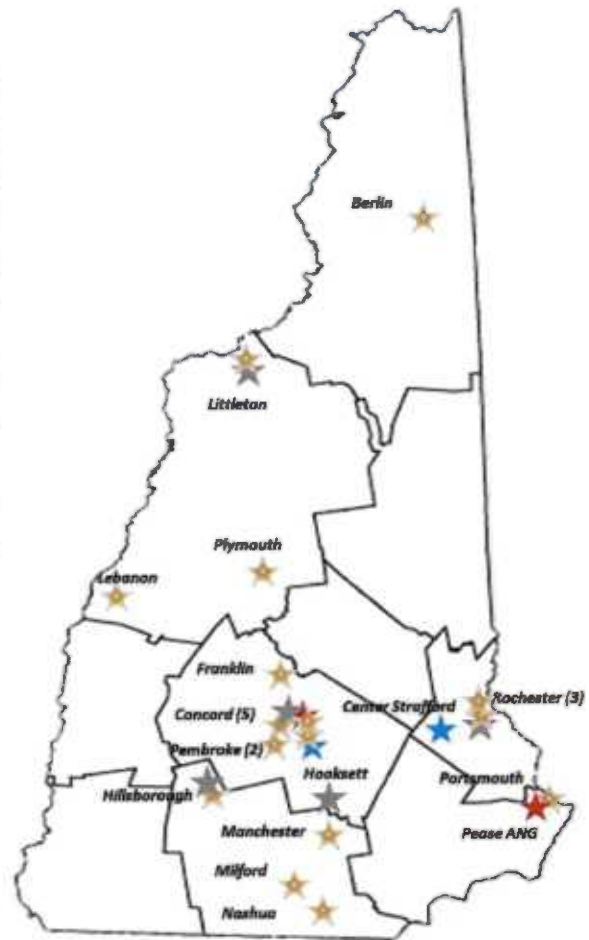 Berlin
Littleton
Plymouth
Lebanon
Franklin
Rochester (3)
Center Strafford
Concord (5)
Pembroke (2)
Hooksett
Portsmouth
Hillsborough
Manchester
Pease ANG
Milford
Nashua